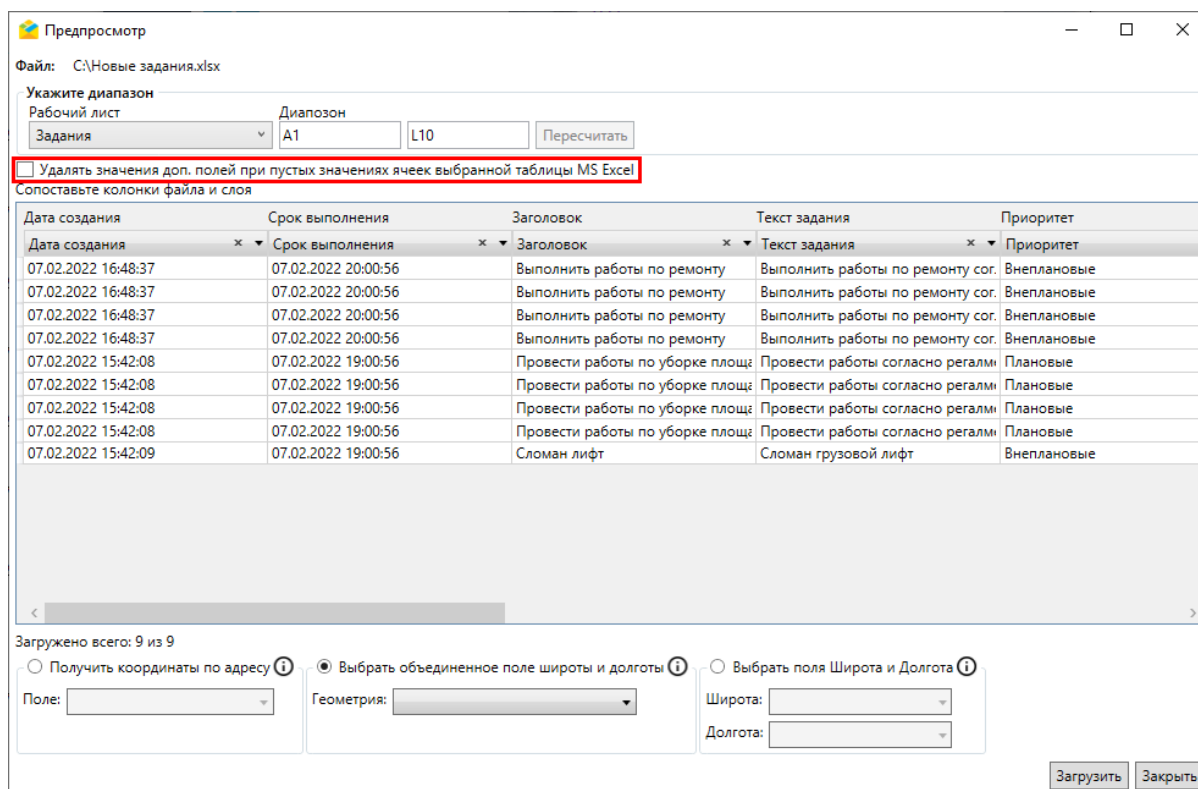 Предпросмотр
Файл: C:\Новые задания.xlsx
Укажите диапазон
Рабочий лист Диапозон
Задания A1 L10 Пересчитать
Удалять значения доп. полей при пустых значениях ячеек выбранной таблицы MS Excel
Сопоставьте колонки файла и слоя
Дата создания Срок выполнения Заголовок Текст задания Приоритет
Дата создания Срок выполнения Заголовок Текст задания Приоритет
07.02.2022 16:48:37 07.02.2022 20:00:56 Выполнить работы по ремонту Выполнить работы по ремонту сог. Внеплановые
07.02.2022 16:48:37 07.02.2022 20:00:56 Выполнить работы по ремонту Выполнить работы по ремонту сог. Внеплановые
07.02.2022 16:48:37 07.02.2022 20:00:56 Выполнить работы по ремонту Выполнить работы по ремонту сог. Внеплановые
07.02.2022 16:48:37 07.02.2022 20:00:56 Выполнить работы по ремонту Выполнить работы по ремонту сог. Внеплановые
07.02.2022 15:42:08 07.02.2022 19:00:56 Провести работы по уборке площа Провести работы согласно регалм Плановые
07.02.2022 15:42:08 07.02.2022 19:00:56 Провести работы по уборке площа Провести работы согласно регалм Плановые
07.02.2022 15:42:08 07.02.2022 19:00:56 Провести работы по уборке площа Провести работы согласно регалм Плановые
07.02.2022 15:42:08 07.02.2022 19:00:56 Провести работы по уборке площа Провести работы согласно регалм Плановые
07.02.2022 15:42:09 07.02.2022 19:00:56 Сломан лифт Сломан грузовой лифт Внеплановые
Загружено всего: 9 из 9
Получить координаты по адресу Выбрать объединенное поле широты и долготы Выбрать поля Широта и Долгота
Поле: Геометрия: Широта:
Долгота:
Загрузить Закрыть